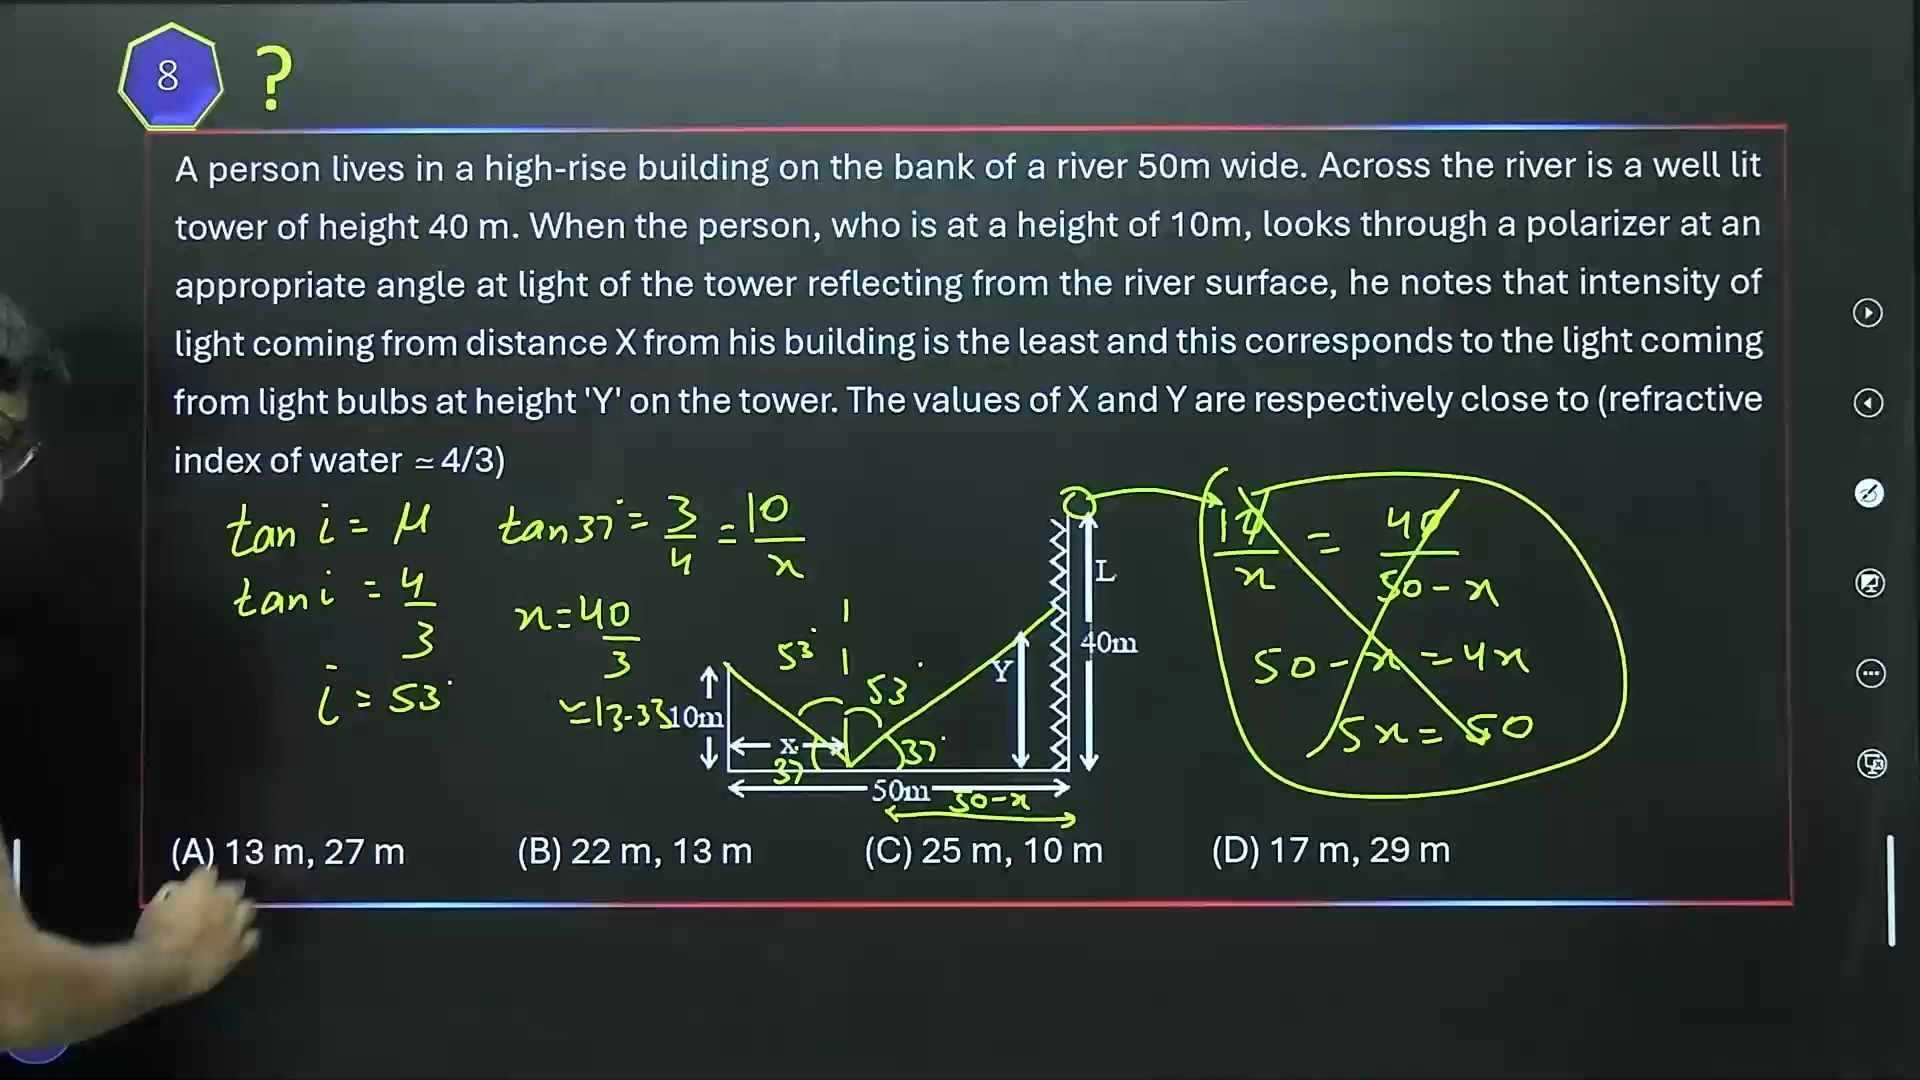 8 ?
A person lives in a high-rise building on the bank of a river 50m wide. Across the river is a well lit
tower of height 40 m. When the person, who is at a height of 10m, looks through a polarizer at an
appropriate angle at light of the tower reflecting from the river surface, he notes that intensity of
light coming from distance X from his building is the least and this corresponds to the light coming
from light bulbs at height 'Y' on the tower. The values of X and Y are respectively close to (refractive
index of water ≃ 4/3)
tan i = μ
tan i = 4/3
i = 53°
tan 37° = 3/4 = 10/x
x = 40/3
≃ 13.33
53°
53°
37
37°
10m
x
Y
L
40m
50m
50-x
10/x = 40/50-x
50-x = 4x
5x = 50
(A) 13 m, 27 m (B) 22 m, 13 m (C) 25 m, 10 m (D) 17 m, 29 m